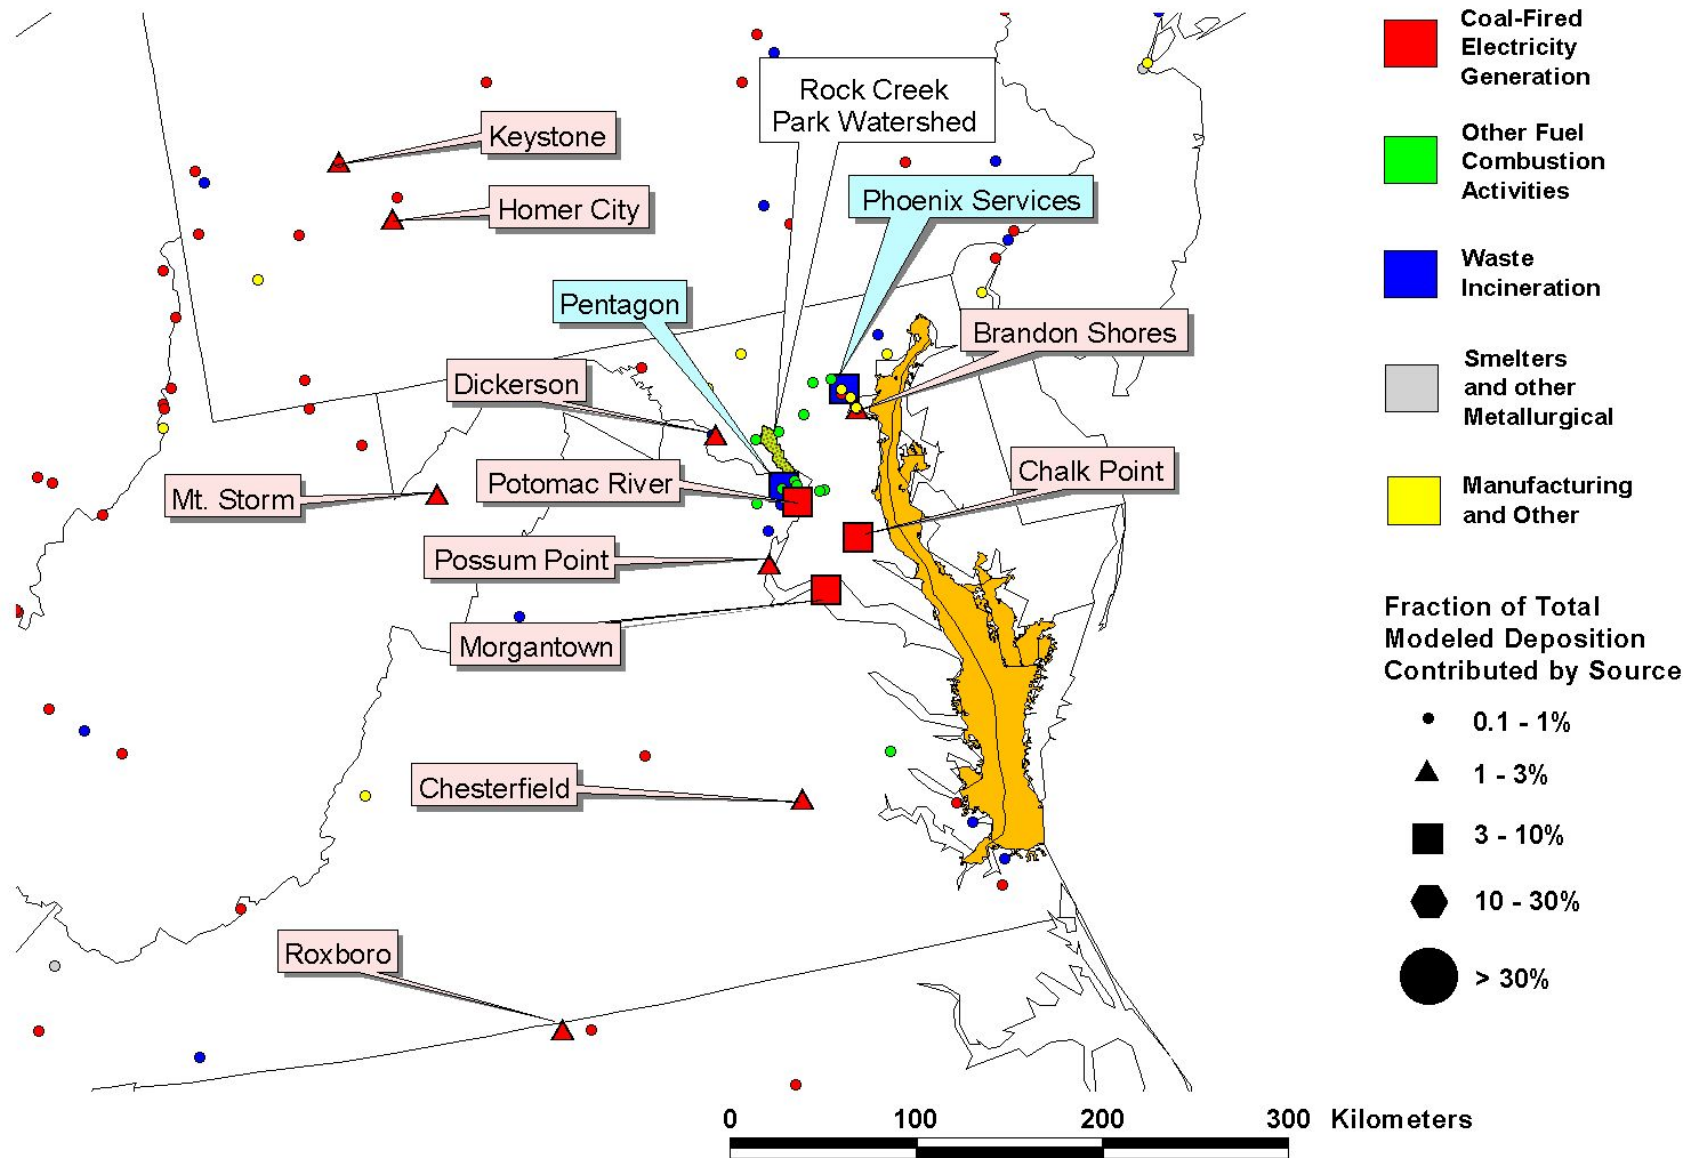 Rock Creek
Park Watershed
Keystone
Homer City
Phoenix Services
Pentagon
Brandon Shores
Dickerson
Mt. Storm
Potomac River
Chalk Point
Possum Point
Morgantown
Chesterfield
Roxboro
Coal-Fired
Electricity
Generation
Other Fuel
Combustion
Activities
Waste
Incineration
Smelters
and other
Metallurgical
Manufacturing
and Other
Fraction of Total
Modeled Deposition
Contributed by Source
0.1 - 1%
1 - 3%
3 - 10%
10 - 30%
> 30%
0 100 200 300 Kilometers